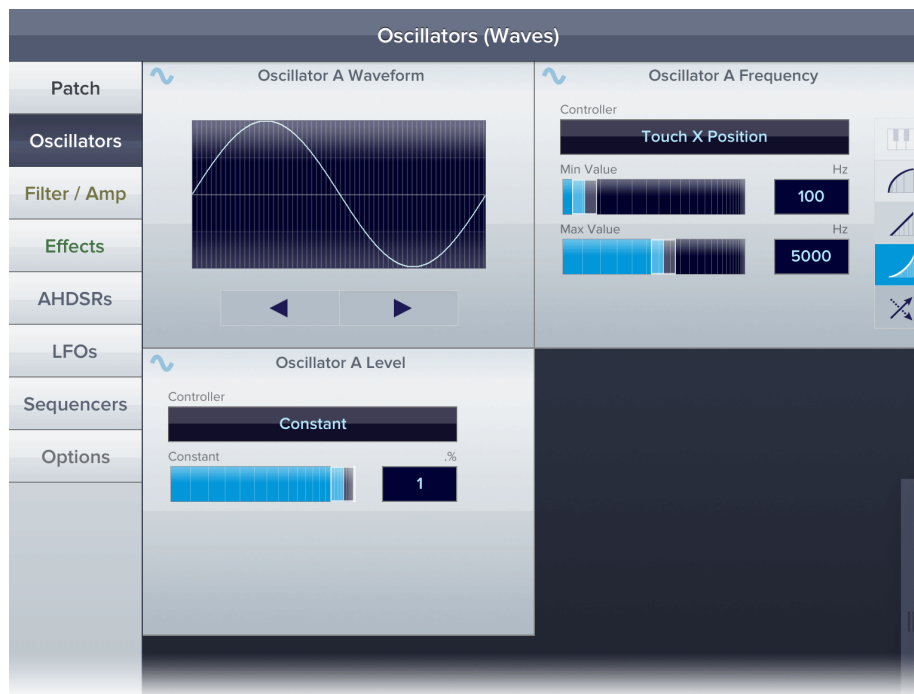 Oscillators (Waves)
Patch
Oscillators
Filter / Amp
Effects
AHDSRs
LFOs
Sequencers
Options
Oscillator A Waveform
Oscillator A Frequency
Controller
Touch X Position
Min Value Hz
100
Max Value Hz
5000
Oscillator A Level
Controller
Constant
Constant .%
1